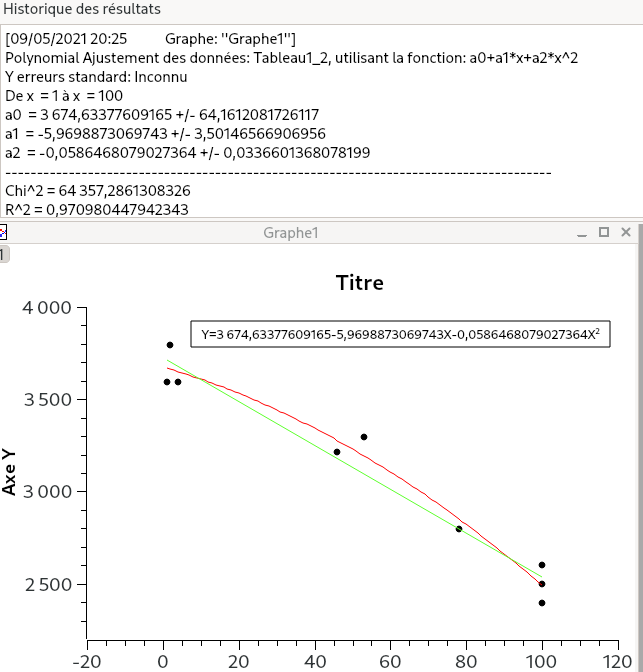 Historique des résultats
[09/05/2021 20:25 Graphe: "Graphe1"]
Polynomial Ajustement des données: Tableau1_2, utilisant la fonction: a0+a1*x+a2*x^2
Y erreurs standard: Inconnu
De x = 1 à x = 100
a0 = 3 674,63377609165 +/- 64,1612081726117
a1 = -5,9698873069743 +/- 3,50146566906956
a2 = -0,0586468079027364 +/- 0,0336601368078199
---------------------------------------------------------------------------------------
Chi^2 = 64 357,2861308326
R^2 = 0,970980447942343
Graphe1
1
Titre
Y=3 674,63377609165-5,9698873069743X-0,0586468079027364X²
Axe Y
4 000
3 500
3 000
2 500
-20 0 20 40 60 80 100 120